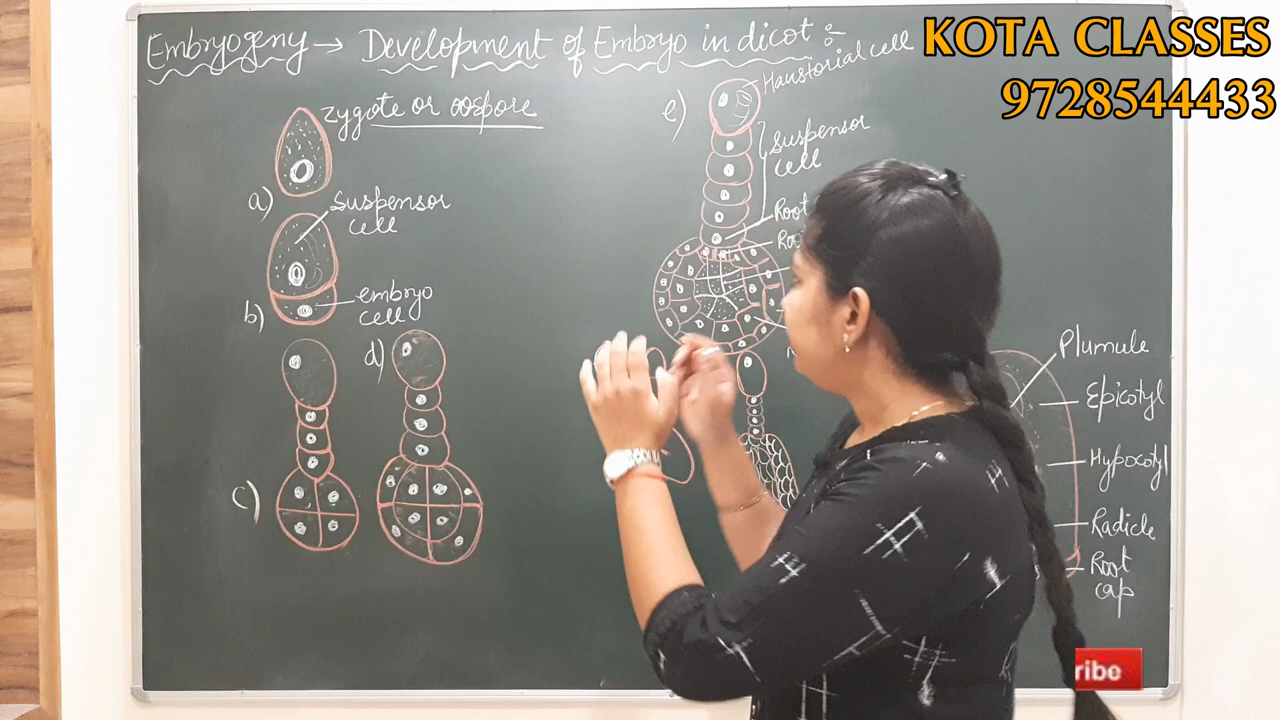 Embryogeny → Development of Embryo in dicot :-
KOTA CLASSES
9728544433
zygote or oospore
a)
Suspensor
cell
embryo
cell
b)
c)
d)
e)
Haustorial cell
Suspensor
cell
Root
Plumule
Epicotyl
Hypocotyl
Radicle
Root
cap
ribe